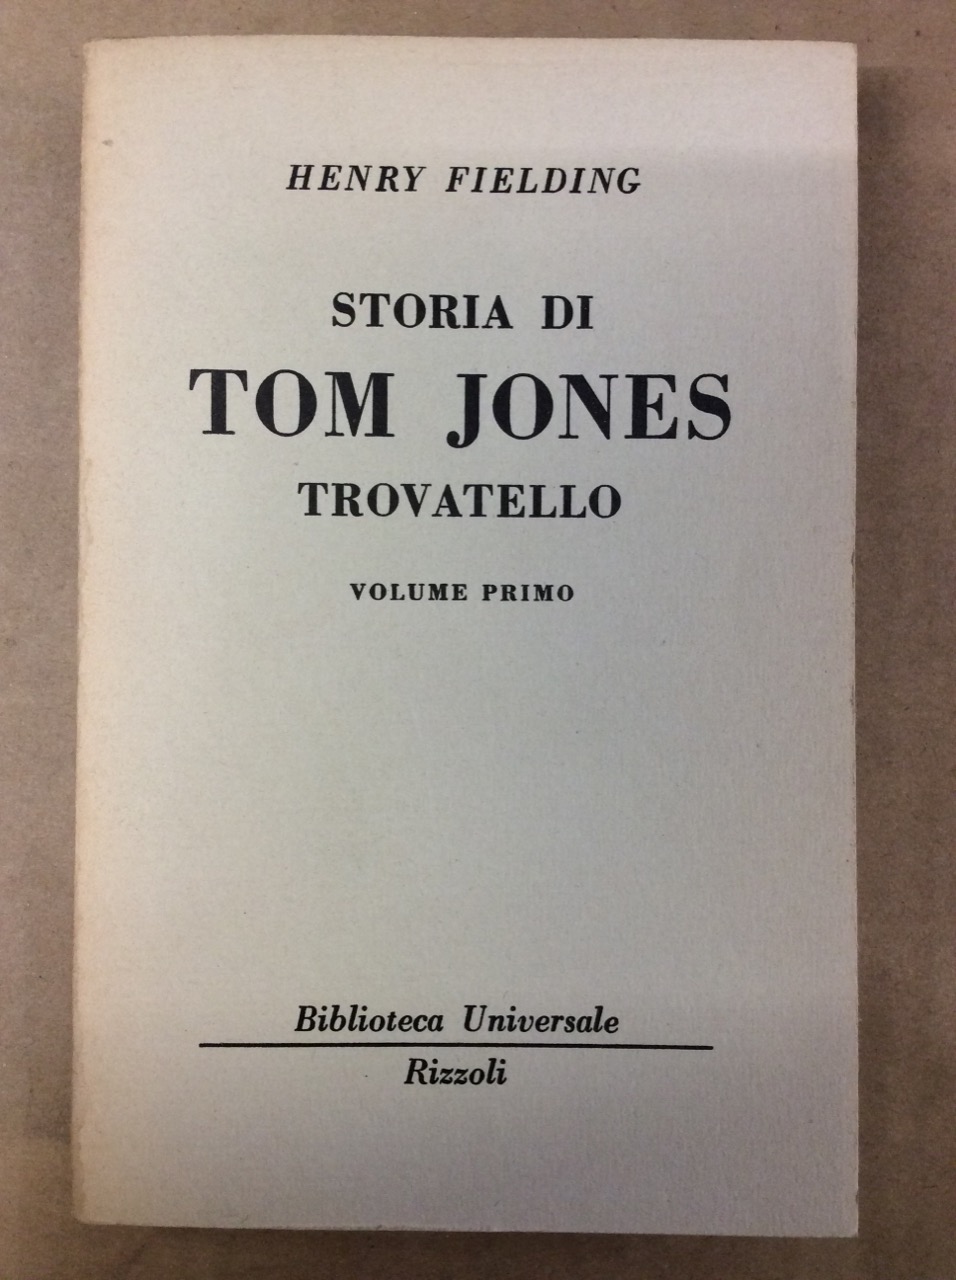 HENRY FIELDING
STORIA DI
TOM JONES
TROVATELLO
VOLUME PRIMO
Biblioteca Universale
Rizzoli